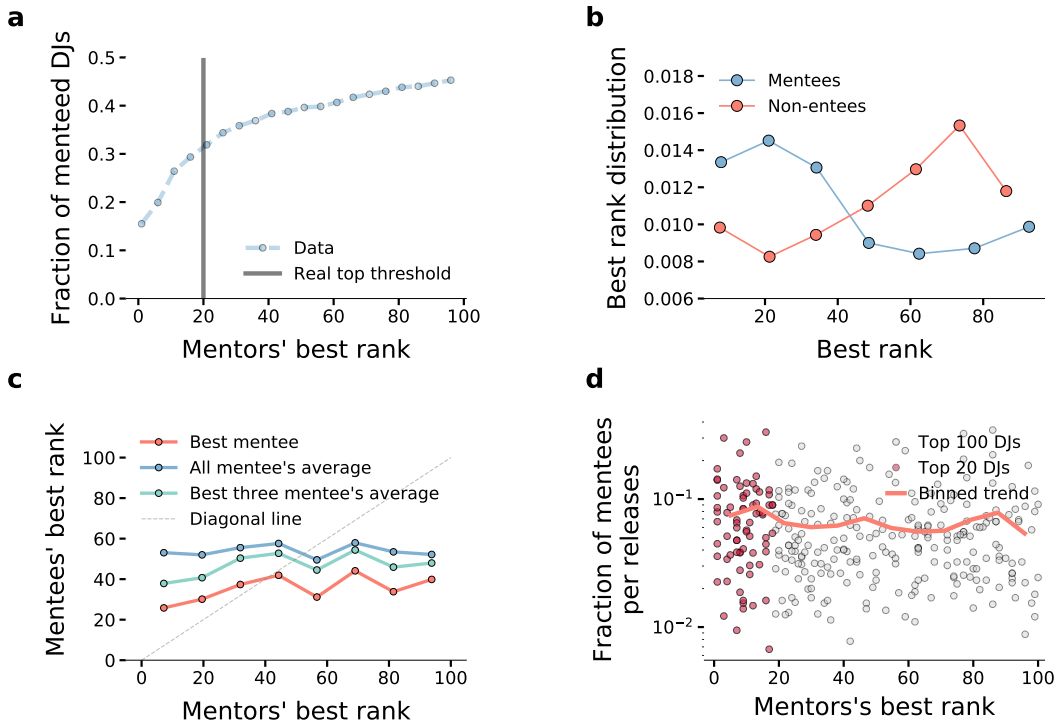 a
Fraction of menteed DJs
0.5
0.4
0.3
0.2
0.1
0.0
Data
Real top threshold
0
20
40
60
80
100
Mentors' best rank
b
Best rank distribution
0.018
0.016
0.014
0.012
0.010
0.008
0.006
Mentees
Non-entees
20
40
60
80
Best rank
c
Mentees' best rank
100
80
60
40
20
0
Best mentee
All mentee's average
Best three mentee's average
Diagonal line
0
20
40
60
80
100
Mentors' best rank
d
Fraction of mentees
per releases
10⁻¹
10⁻²
Top 100 DJs
Top 20 DJs
Binned trend
0
20
40
60
80
100
Mentors's best rank